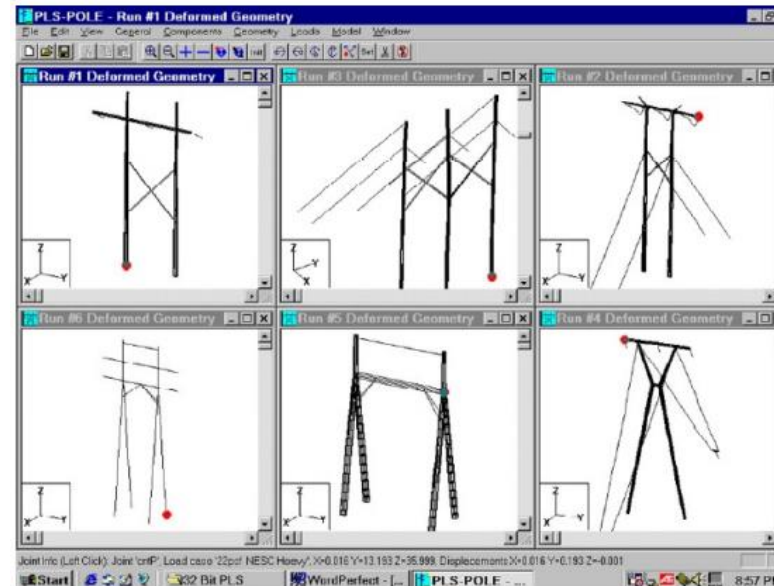 PLS-POLE - Run #1 Deformed Geometry
File Edit View General Components Geometry Loads Model Window
Init Set
Run #1 Deformed Geometry
Run #3 Deformed Geometry
Run #2 Deformed Geometry
Z
X Y
Z
Y
X
Z
X Y
Run #6 Deformed Geometry
Run #5 Deformed Geometry
Run #4 Deformed Geometry
Z
X Y
Z
X Y
Z
X Y
Joint Info (Left Click): Joint 'cntP', Load case '22psf NESC Heavy', X=0.016 Y=13.193 Z=35.999, Displacements X=0.016 Y=0.193 Z=-0.001
Start 32 Bit PLS WordPerfect - [... PLS-POLE - ... 8:57 P